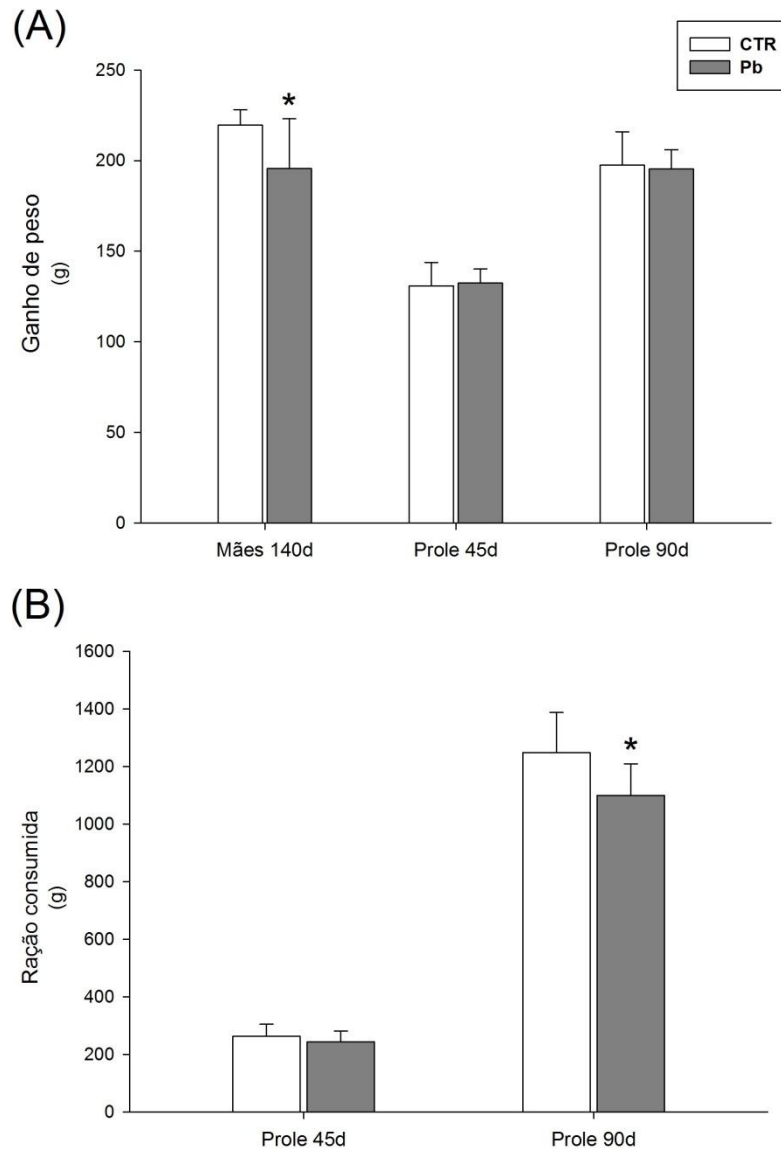 (A)
CTR
Pb
250
200
150
100
50
0
Ganho de peso
(g)
*
Mães 140d
Prole 45d
Prole 90d
(B)
1600
1400
1200
1000
800
600
400
200
0
Ração consumida
(g)
*
Prole 45d
Prole 90d